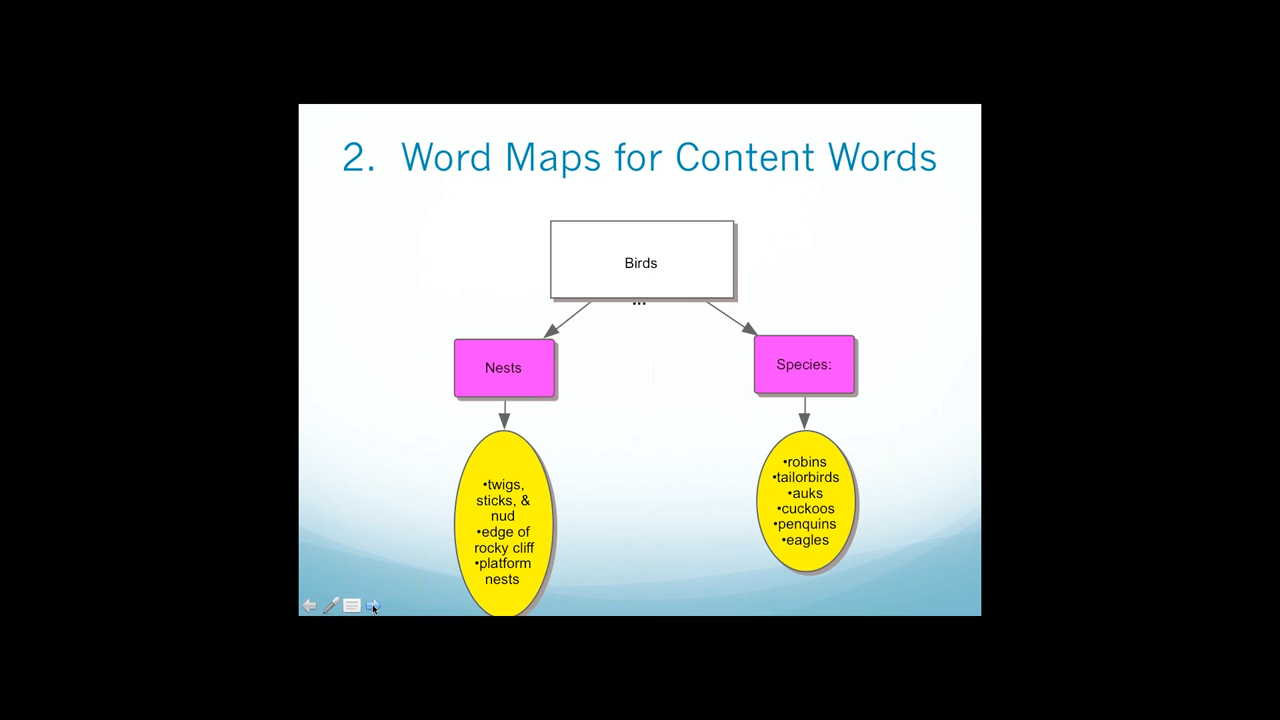 2. Word Maps for Content Words
Birds
...
Nests
Species:
•twigs,
sticks, &
nud
•edge of
rocky cliff
•platform
nests
•robins
•tailorbirds
•auks
•cuckoos
•penquins
•eagles